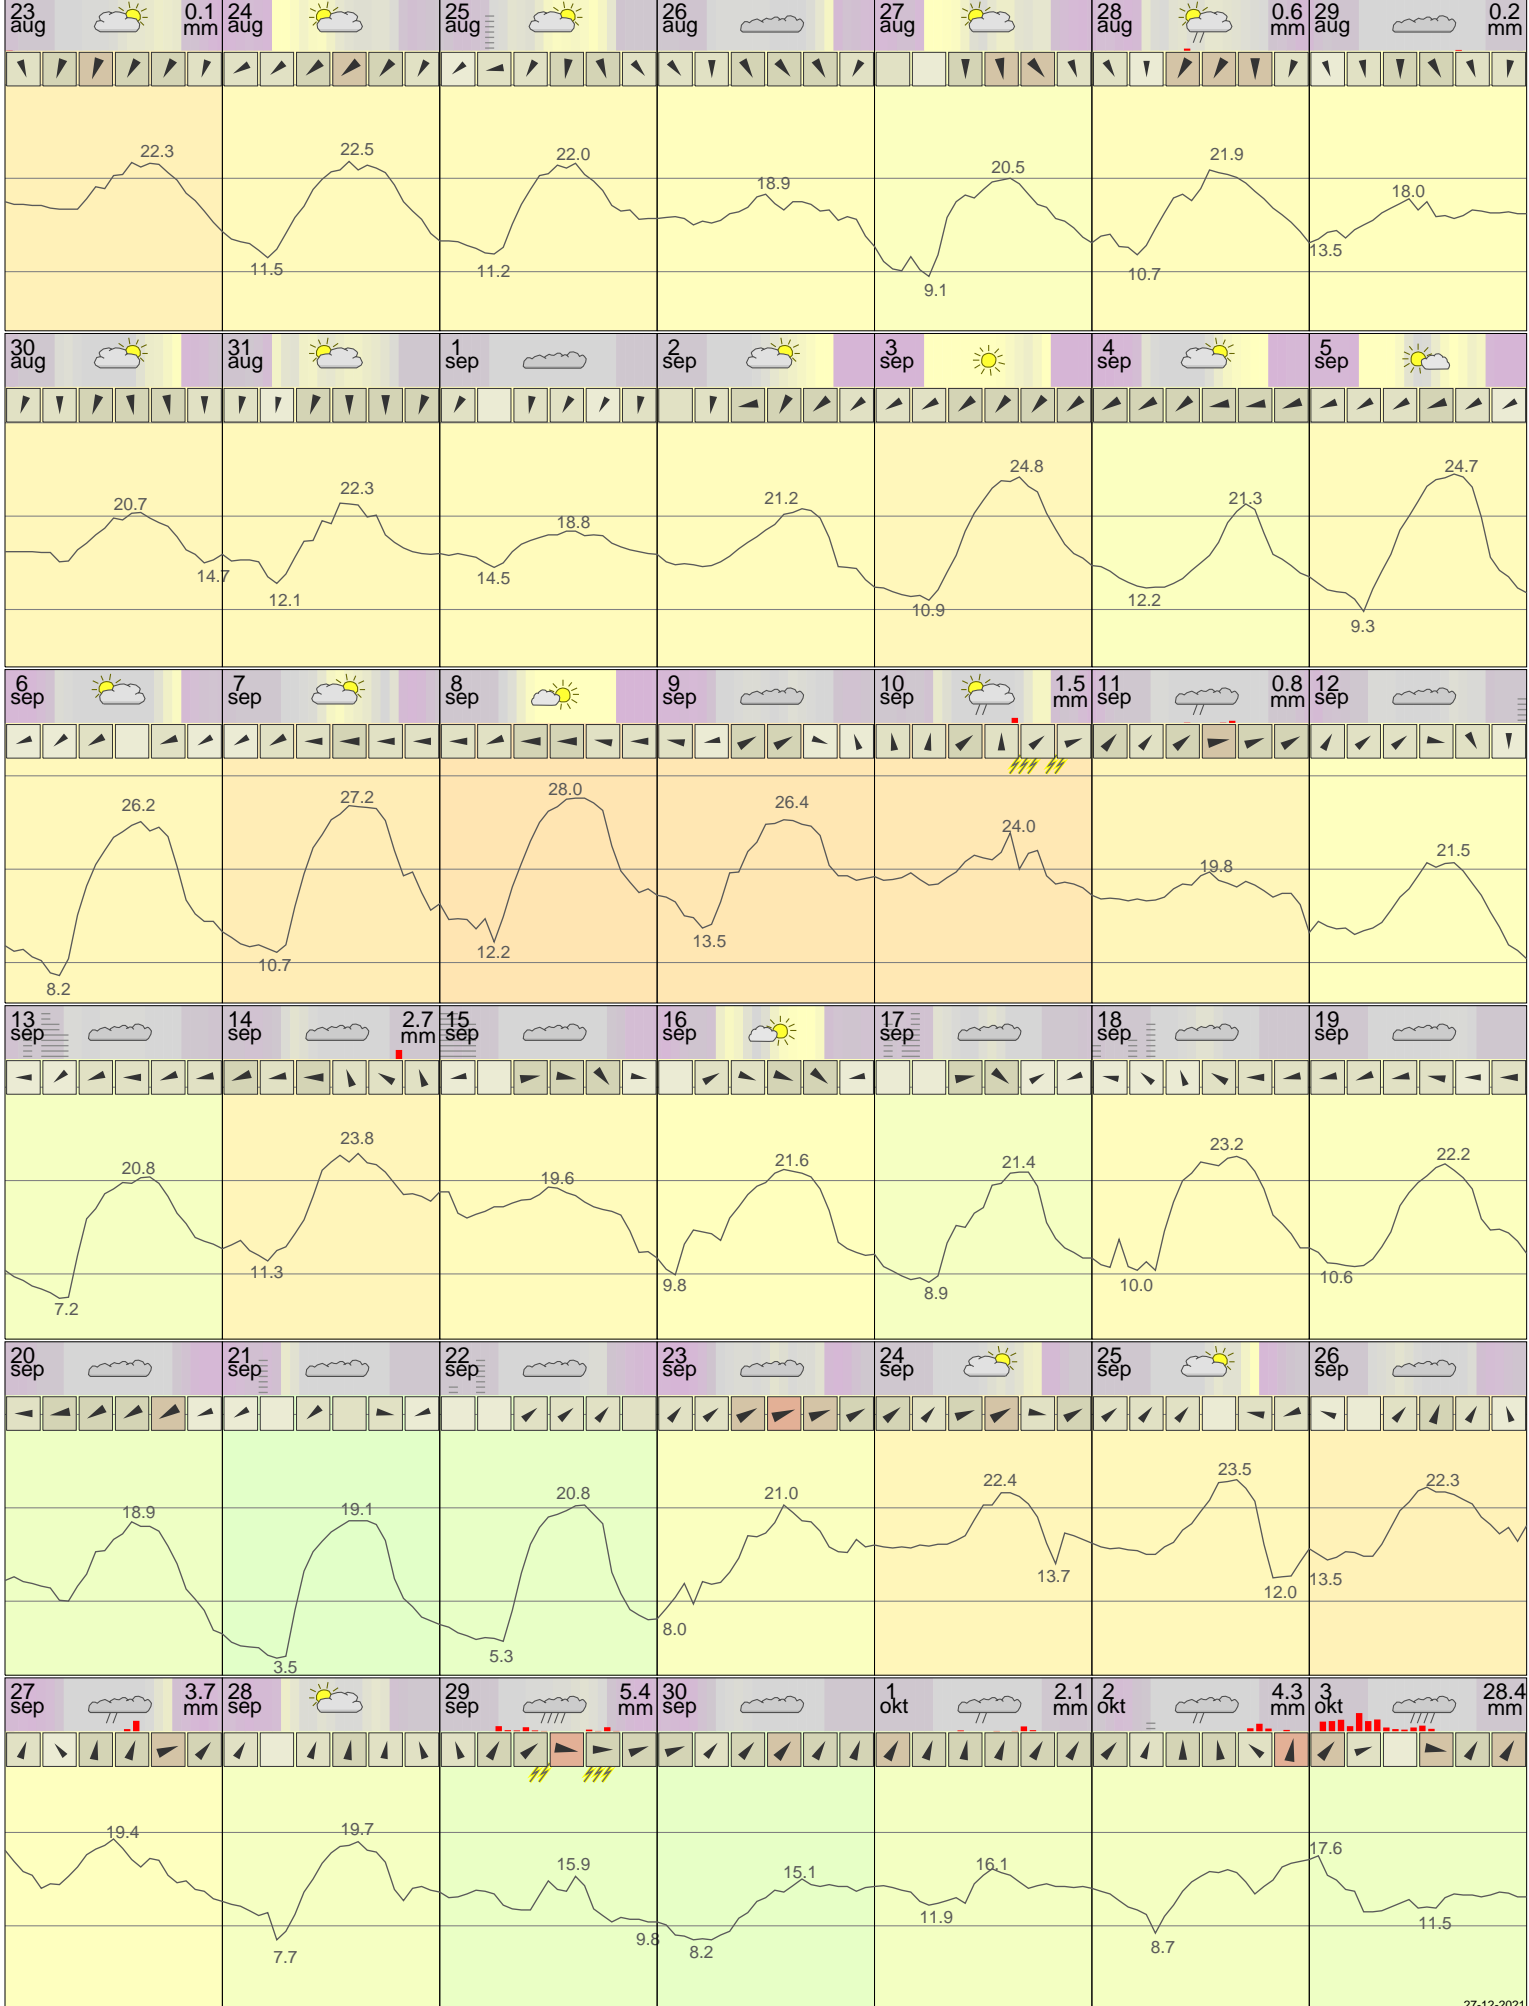 23 aug 0.1 mm 24 aug 25 aug 26 aug 27 aug 28 aug 0.6 mm 29 aug 0.2 mm
22.3 22.5 22.0 18.9 20.5 21.9 18.0
11.5 11.2 9.1 10.7 13.5
30 aug 31 aug 1 sep 2 sep 3 sep 4 sep 5 sep
20.7 22.3 18.8 21.2 24.8 21.3 24.7
14.7 12.1 14.5 10.9 12.2 9.3
6 sep 7 sep 8 sep 9 sep 10 sep 1.5 mm 11 sep 0.8 mm 12 sep
26.2 27.2 28.0 26.4 24.0 19.8 21.5
8.2 10.7 12.2 13.5
13 sep 14 sep 2.7 mm 15 sep 16 sep 17 sep 18 sep 19 sep
20.8 23.8 19.6 21.6 21.4 23.2 22.2
7.2 11.3 9.8 8.9 10.0 10.6
20 sep 21 sep 22 sep 23 sep 24 sep 25 sep 26 sep
18.9 19.1 20.8 21.0 22.4 23.5 22.3
3.5 5.3 8.0 13.7 12.0 13.5
27 sep 3.7 mm 28 sep 29 sep 5.4 mm 30 sep 1 okt 2.1 mm 2 okt 4.3 mm 3 okt 28.4 mm
19.4 19.7 15.9 15.1 16.1 17.6
7.7 9.8 8.2 11.9 8.7 11.5
27-12-2021